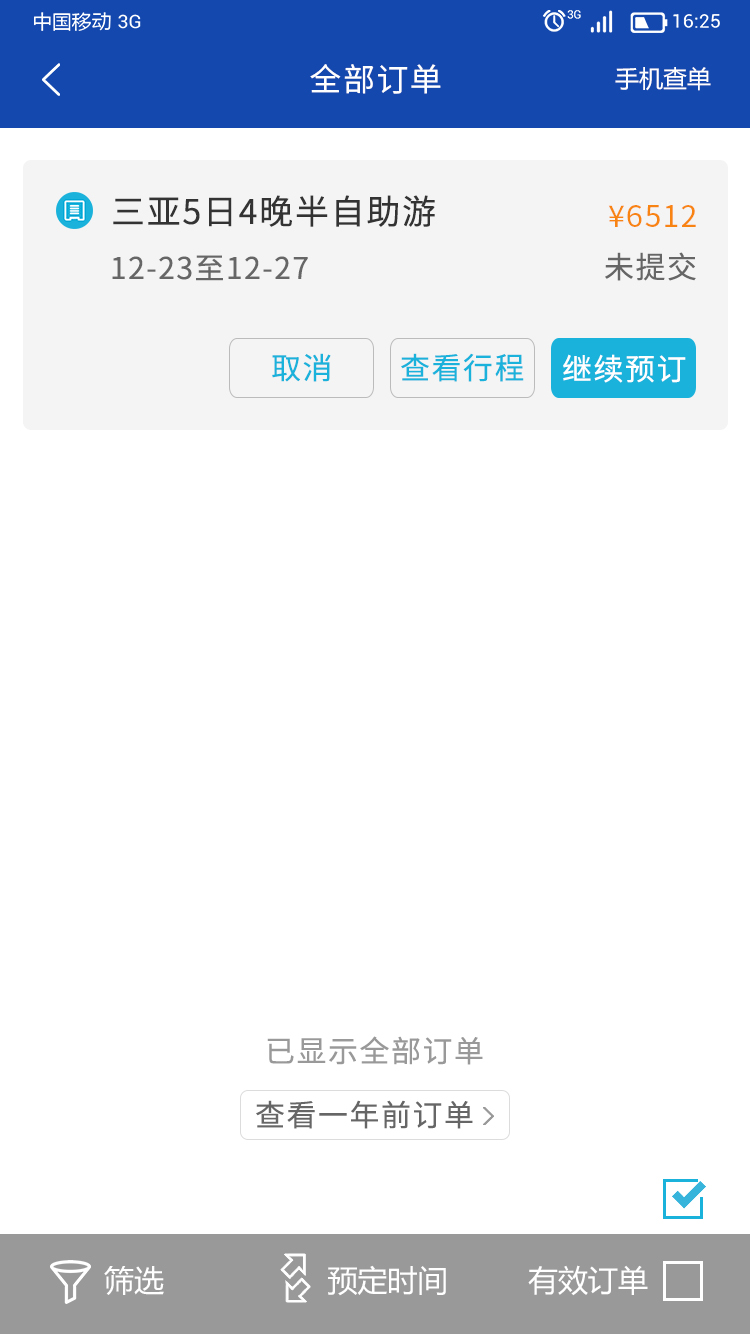 中国移动 3G
3G
16:25
全部订单
手机查单
三亚5日4晚半自助游
¥6512
12-23至12-27
未提交
取消
查看行程
继续预订
已显示全部订单
查看一年前订单
筛选
预定时间
有效订单